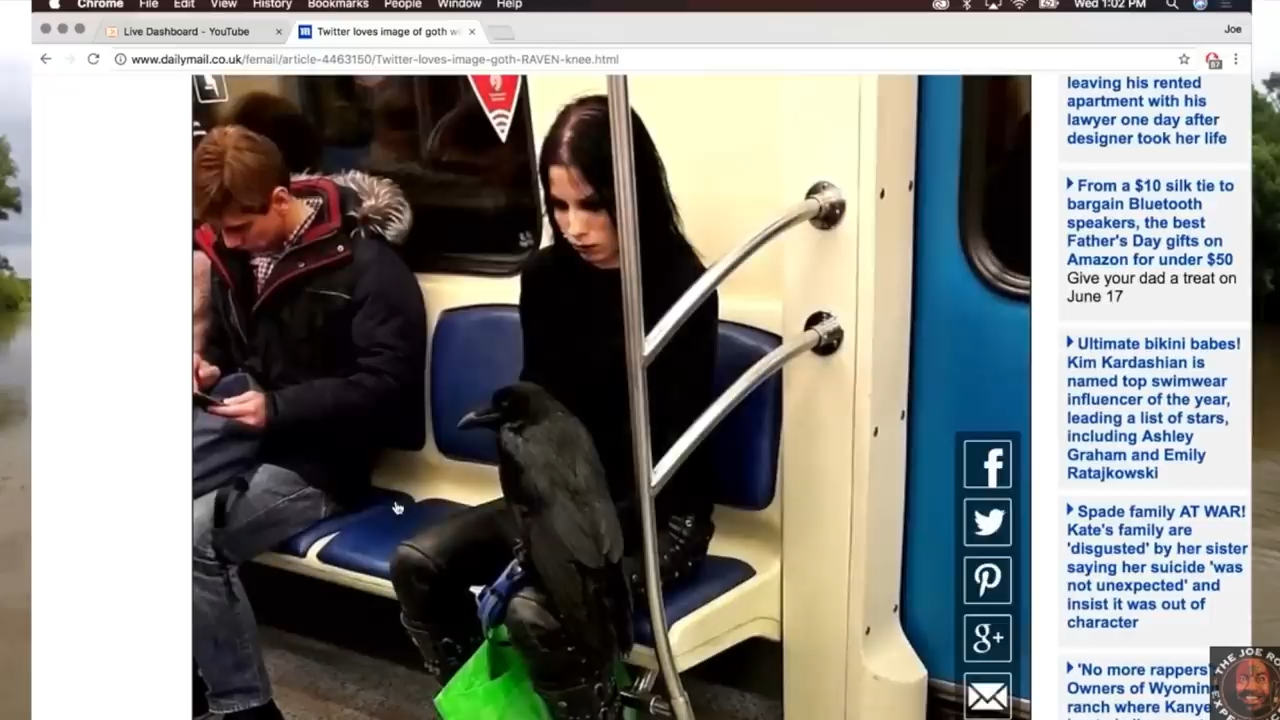 Chrome File Edit View History Bookmarks People Window Help
Wed 1:02 PM
Live Dashboard - YouTube
Twitter loves image of goth w
Joe
www.dailymail.co.uk/femail/article-4463150/Twitter-loves-image-goth-RAVEN-knee.html
leaving his rented
apartment with his
lawyer one day after
designer took her life
From a $10 silk tie to
bargain Bluetooth
speakers, the best
Father's Day gifts on
Amazon for under $50
Give your dad a treat on
June 17
Ultimate bikini babes!
Kim Kardashian is
named top swimwear
influencer of the year,
leading a list of stars,
including Ashley
Graham and Emily
Ratajkowski
Spade family AT WAR!
Kate's family are
'disgusted' by her sister
saying her suicide 'was
not unexpected' and
insist it was out of
character
'No more rappers'
Owners of Wyomin
ranch where Kanye
f
g+
THE JOE RO